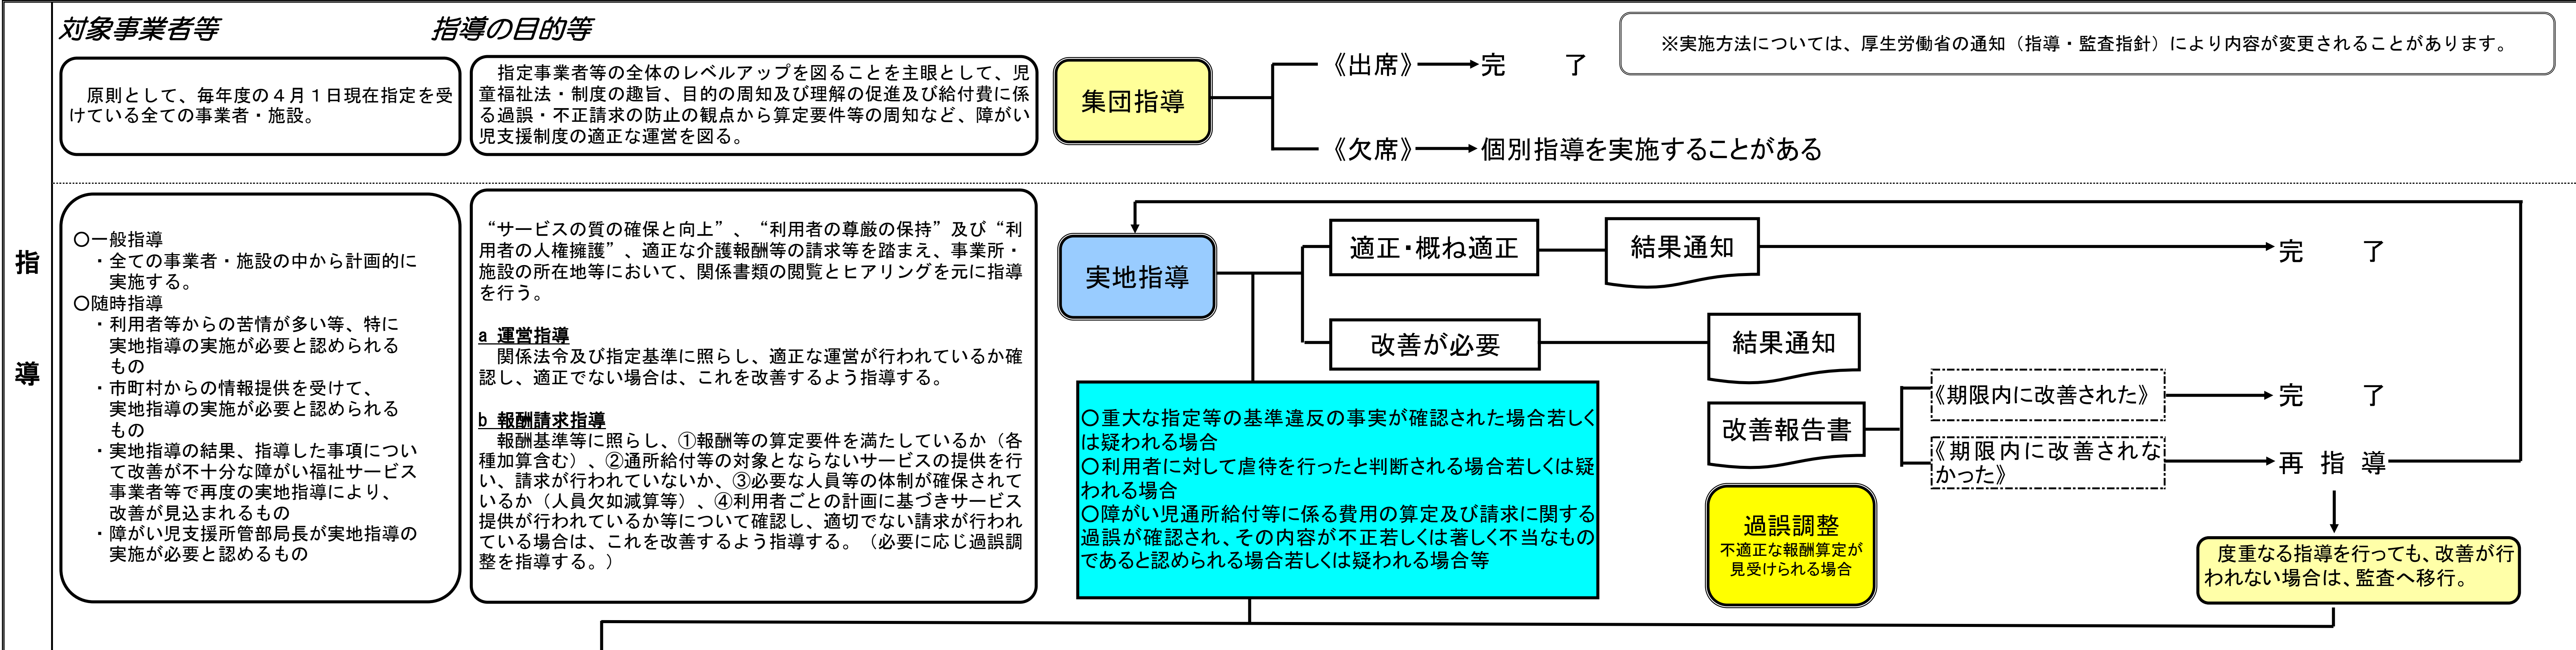 対象事業者等
指導の目的等
※実施方法については、厚生労働省の通知（指導・監査指針）により内容が変更されることがあります。
指
導
　原則として、毎年度の４月１日現在指定を受
けている全ての事業者・施設。
　指定事業者等の全体のレベルアップを図ることを主眼として、児
童福祉法・制度の趣旨、目的の周知及び理解の促進及び給付費に係
る過誤・不正請求の防止の観点から算定要件等の周知など、障がい
児支援制度の適正な運営を図る。
集団指導
《出席》
完　　了
《欠席》
個別指導を実施することがある
〇一般指導
・全ての事業者・施設の中から計画的に
実施する。
〇随時指導
・利用者等からの苦情が多い等、特に
実地指導の実施が必要と認められる
もの
・市町村からの情報提供を受けて、
実地指導の実施が必要と認められる
もの
・実地指導の結果、指導した事項につい
て改善が不十分な障がい福祉サービス
事業者等で再度の実地指導により、
改善が見込まれるもの
・障がい児支援所管部局長が実地指導の
実施が必要と認めるもの
“サービスの質の確保と向上”、“利用者の尊厳の保持”及び“利
用者の人権擁護”、適正な介護報酬等の請求等を踏まえ、事業所・
施設の所在地等において、関係書類の閲覧とヒアリングを元に指導
を行う。
a 運営指導
　関係法令及び指定基準に照らし、適正な運営が行われているか確
認し、適正でない場合は、これを改善するよう指導する。
b 報酬請求指導
　報酬基準等に照らし、①報酬等の算定要件を満たしているか（各
種加算含む）、②通所給付等の対象とならないサービスの提供を行
い、請求が行われていないか、③必要な人員等の体制が確保されて
いるか（人員欠如減算等）、④利用者ごとの計画に基づきサービス
提供が行われているか等について確認し、適切でない請求が行われ
ている場合は、これを改善するよう指導する。（必要に応じ過誤調
整を指導する。）
実地指導
適正・概ね適正
結果通知
完　　了
改善が必要
結果通知
〇重大な指定等の基準違反の事実が確認された場合若しく
は疑われる場合
〇利用者に対して虐待を行ったと判断される場合若しくは疑
われる場合
〇障がい児通所給付等に係る費用の算定及び請求に関する
過誤が確認され、その内容が不正若しくは著しく不当なもの
であると認められる場合若しくは疑われる場合等
改善報告書
《期限内に改善された》
完　　了
《期限内に改善されな
かった》
再 指 導
過誤調整
不適正な報酬算定が
見受けられる場合
　度重なる指導を行っても、改善が行
われない場合は、監査へ移行。